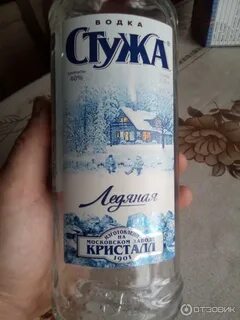 ВОДКА
СТУЖА
40%
Ледяная
ИЗГОТОВЛЕНО
НА
МОСКОВСКОМ ЗАВОДЕ
КРИСТАЛЛ
1901
ОТЗОВИК